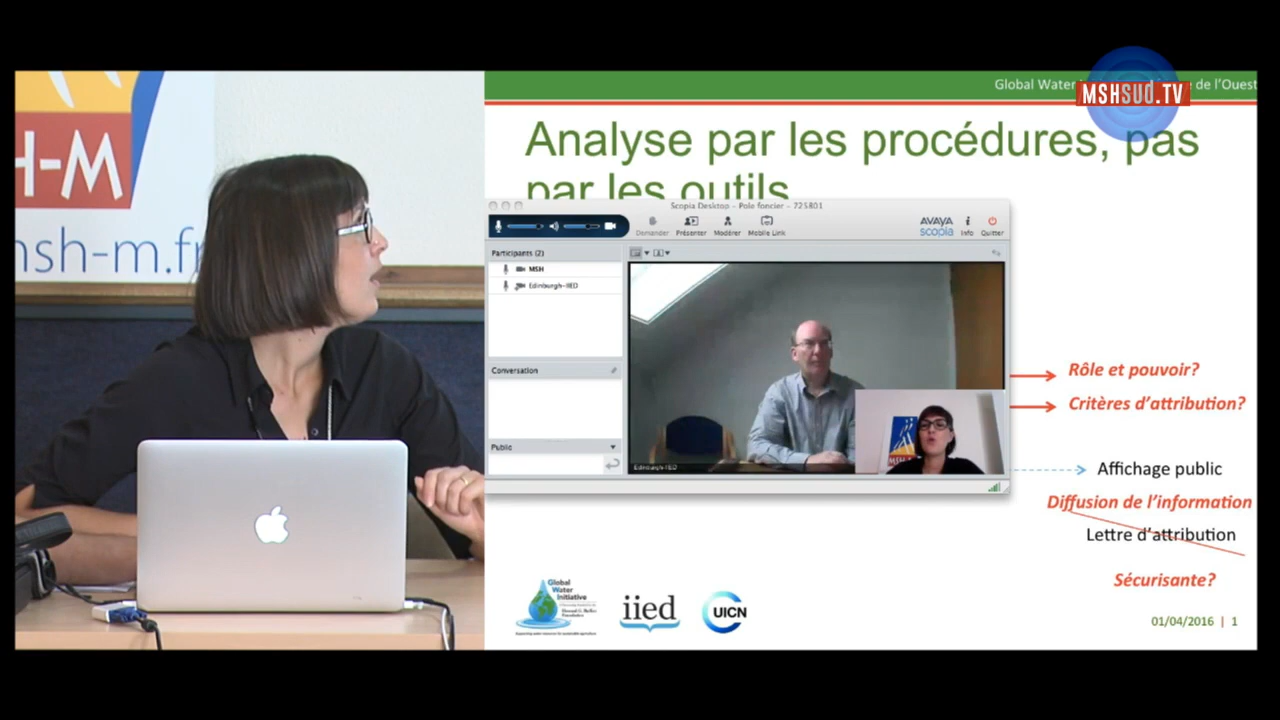 Global Water
de l'Ouest
MSHSUD.TV
Analyse par les procédures, pas
par les outils
H-M
msh-m.fr
Scopia Desktop – Pole foncier – 725801
Demander
Présenter
Modérer
Mobile Link
AVAYA
scopia
Info
Quitter
Participants (2)
MSH
Edinburgh-IIED
Conversation
Public
Edinburgh-IIED
MSH-M
Rôle et pouvoir?
Critères d'attribution?
Affichage public
Diffusion de l'information
Lettre d'attribution
Sécurisante?
Global
Water
Initiative
iied
UICN
01/04/2016 | 1